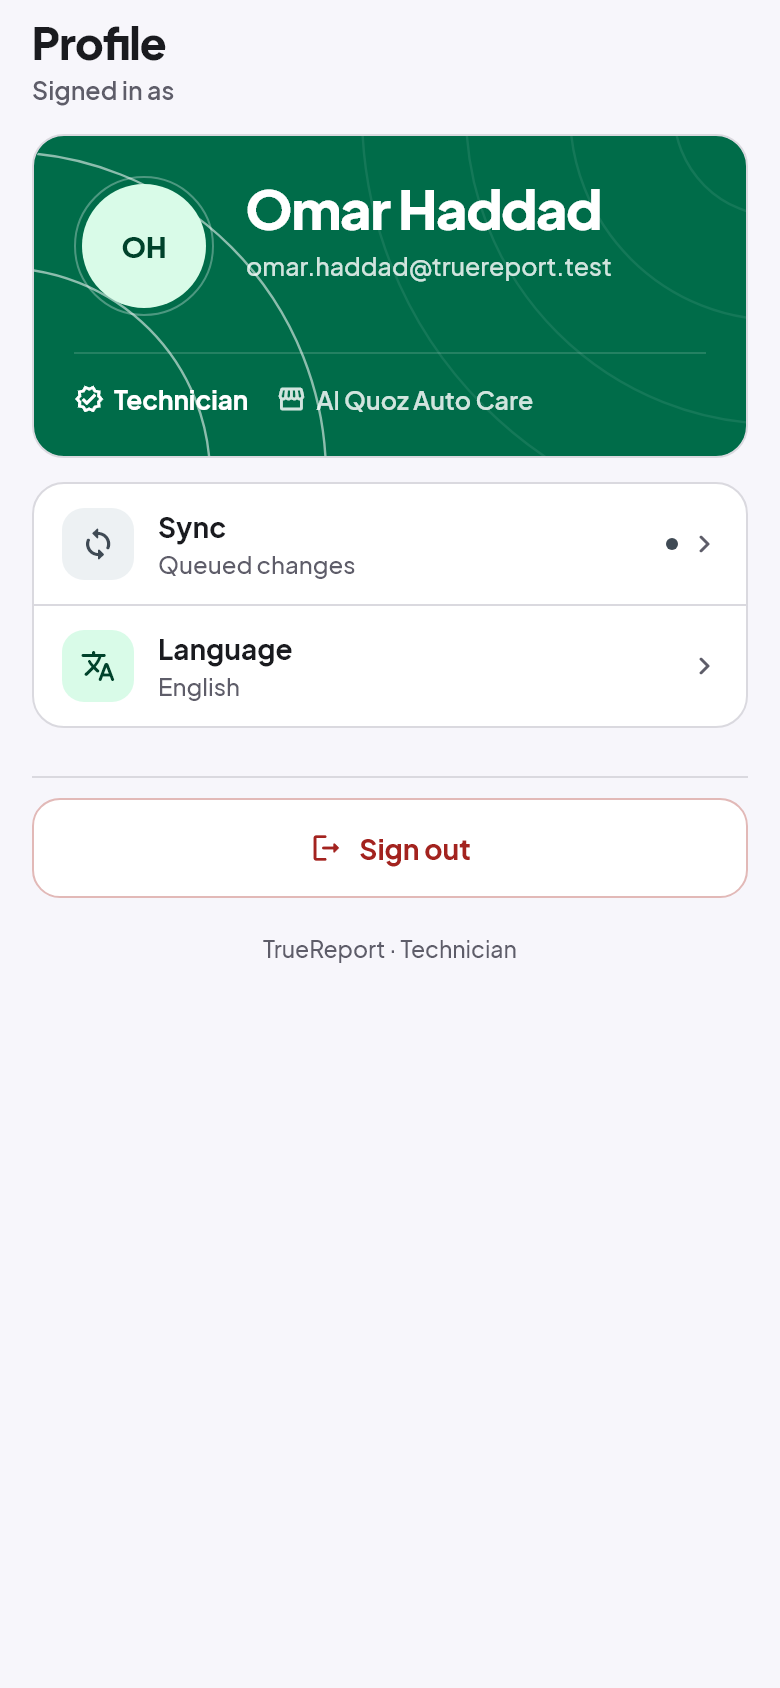 Profile
Signed in as
OH
Omar Haddad
omar.haddad@truereport.test
Technician
Al Quoz Auto Care
Sync
Queued changes
Language
English
Sign out
TrueReport · Technician